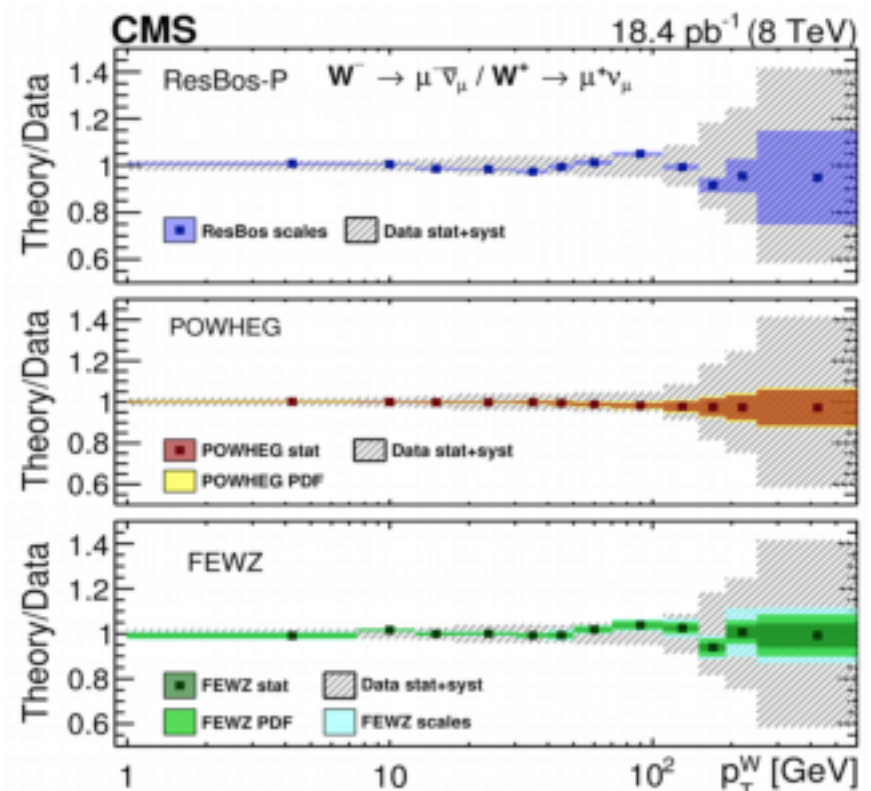 CMS 18.4 pb⁻¹ (8 TeV)
ResBos-P W⁻ → μ⁻ν̄_μ / W⁺ → μ⁺ν_μ
Theory/Data
1.4
1.2
1
0.8
0.6
ResBos scales Data stat+syst
POWHEG
Theory/Data
1.4
1.2
1
0.8
0.6
POWHEG stat Data stat+syst
POWHEG PDF
FEWZ
Theory/Data
1.4
1.2
1
0.8
0.6
FEWZ stat Data stat+syst
FEWZ PDF FEWZ scales
1 10 10² p_T^W [GeV]